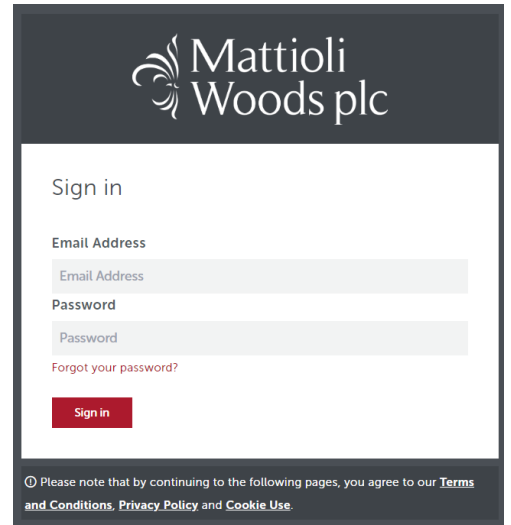 Mattioli
Woods plc
Sign in
Email Address
Email Address
Password
Password
Forgot your password?
Sign in
Please note that by continuing to the following pages, you agree to our Terms
and Conditions, Privacy Policy and Cookie Use.